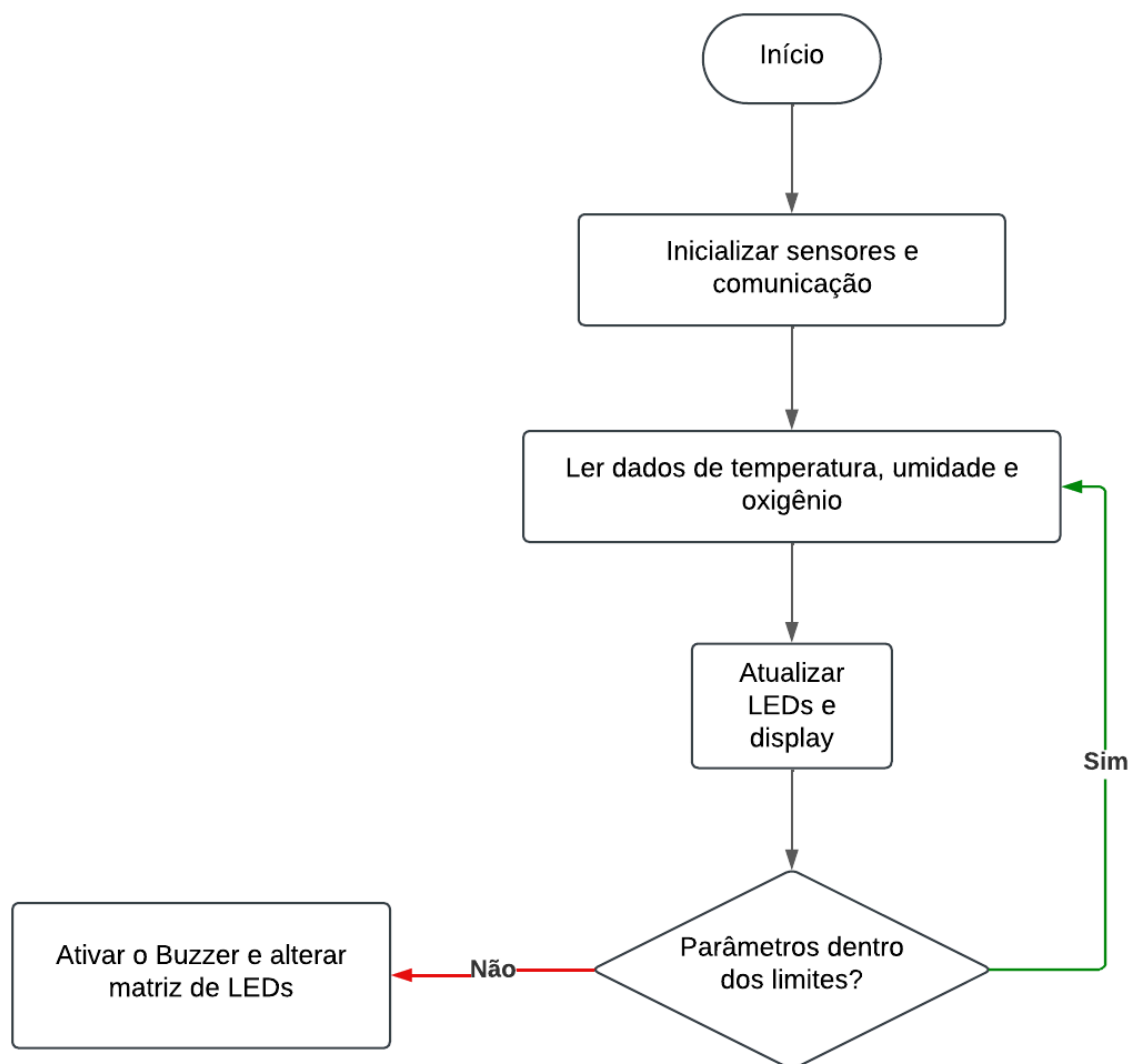 Início
Inicializar sensores e
comunicação
Ler dados de temperatura, umidade e
oxigênio
Atualizar
LEDs e
display
Sim
Parâmetros dentro
dos limites?
Não
Ativar o Buzzer e alterar
matriz de LEDs